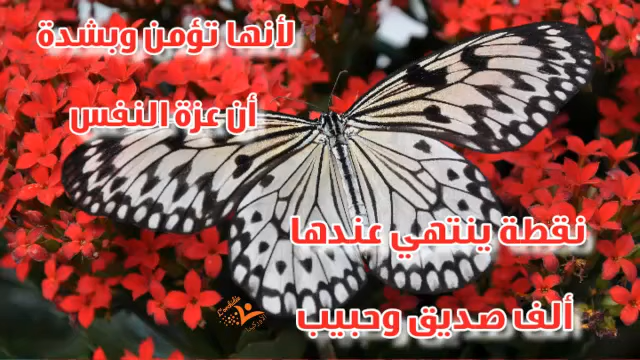 لأنها تؤمن وبشدة
أن عزة النفس
نقطة ينتهي عندها
ألف صديق وحبيب